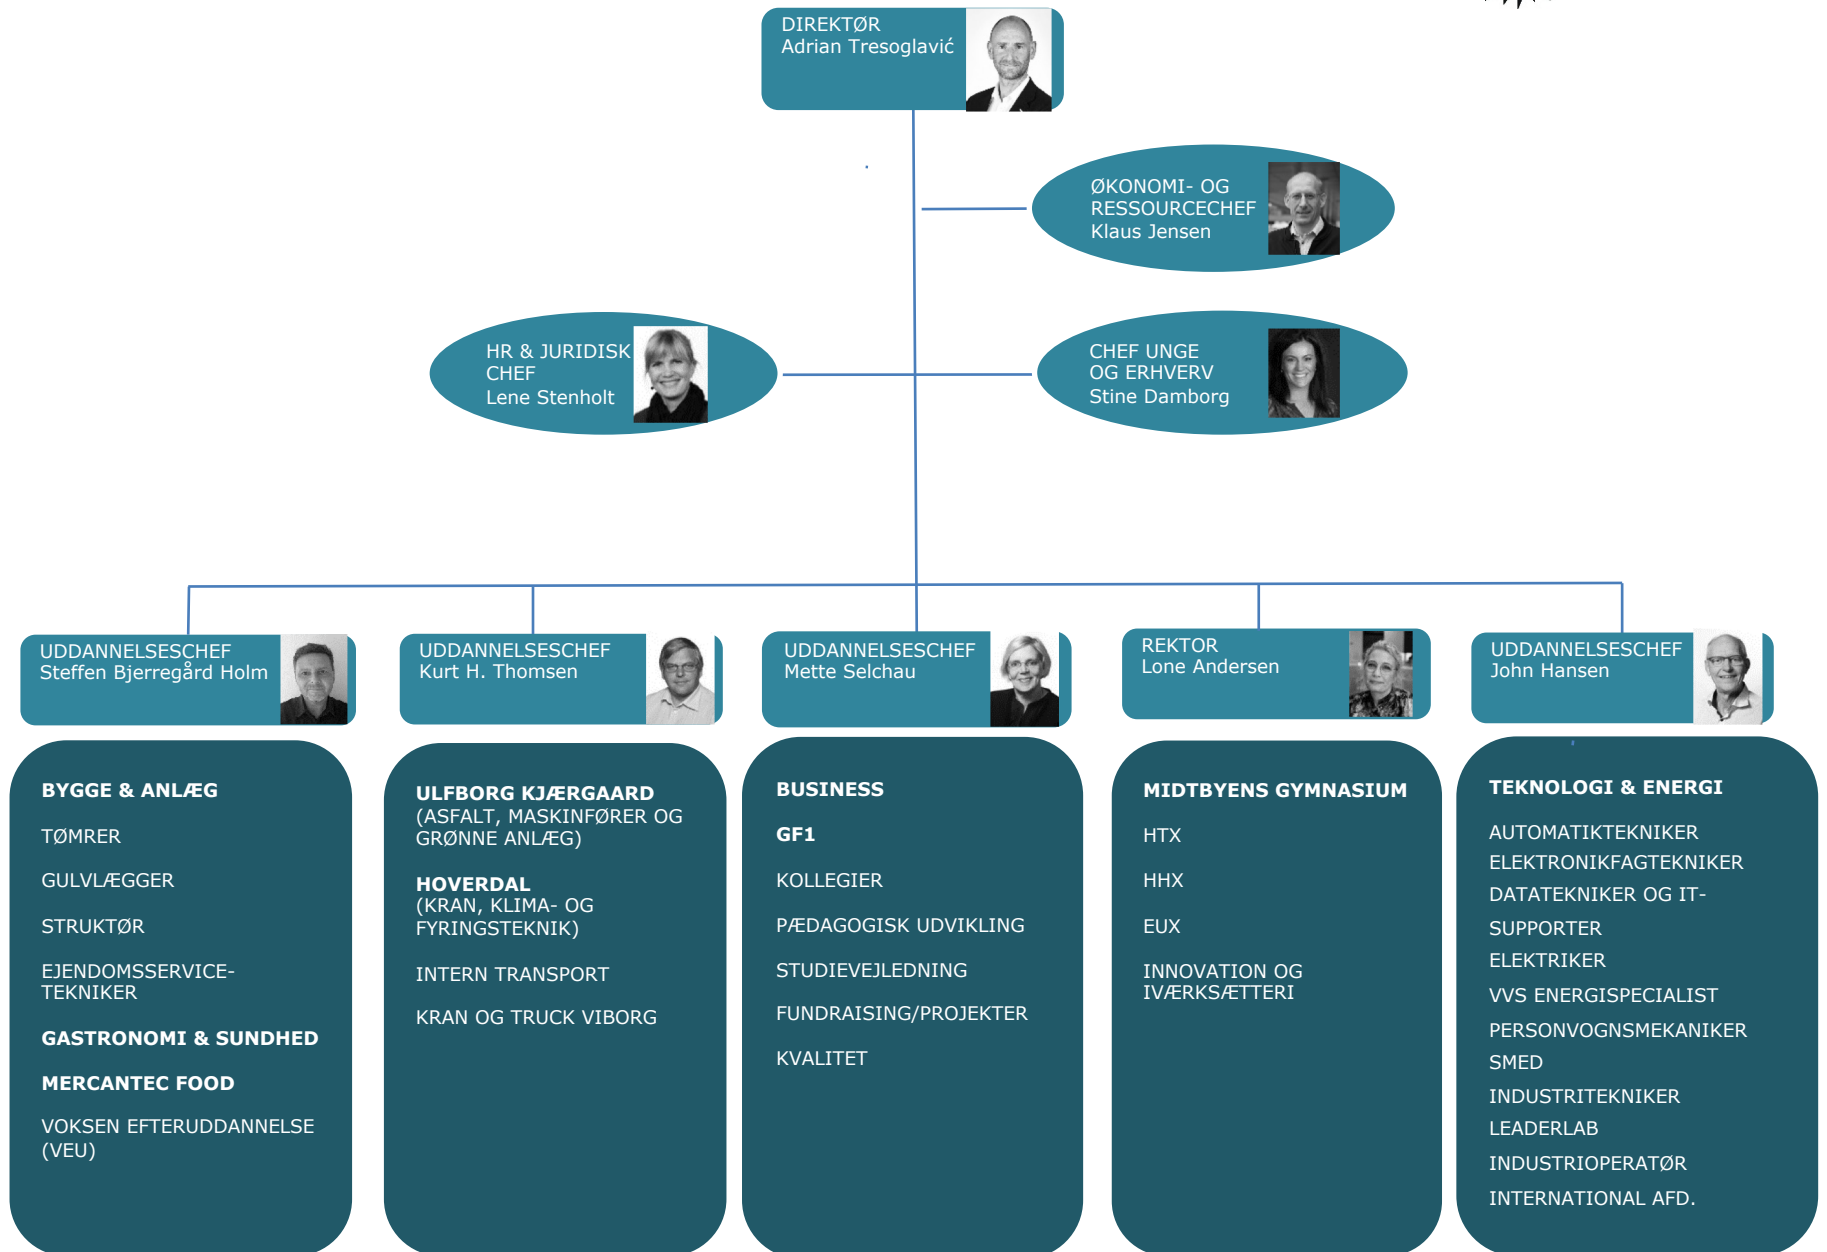 DIREKTØR
Adrian Tresoglavić
ØKONOMI- OG
RESSOURCECHEF
Klaus Jensen
HR & JURIDISK
CHEF
Lene Stenholt
CHEF UNGE
OG ERHVERV
Stine Damborg
UDDANNELSESCHEF
Steffen Bjerregård Holm
UDDANNELSESCHEF
Kurt H. Thomsen
UDDANNELSESCHEF
Mette Selchau
REKTOR
Lone Andersen
UDDANNELSESCHEF
John Hansen
BYGGE & ANLÆG
TØMRER
GULVLÆGGER
STRUKTØR
EJENDOMSSERVICE-
TEKNIKER
GASTRONOMI & SUNDHED
MERCANTEC FOOD
VOKSEN EFTERUDDANNELSE
(VEU)
ULFBORG KJÆRGAARD
(ASFALT, MASKINFØRER OG
GRØNNE ANLÆG)
HOVERDAL
(KRAN, KLIMA- OG
FYRINGSTEKNIK)
INTERN TRANSPORT
KRAN OG TRUCK VIBORG
BUSINESS
GF1
KOLLEGIER
PÆDAGOGISK UDVIKLING
STUDIEVEJLEDNING
FUNDRAISING/PROJEKTER
KVALITET
MIDTBYENS GYMNASIUM
HTX
HHX
EUX
INNOVATION OG
IVÆRKSÆTTERI
TEKNOLOGI & ENERGI
AUTOMATIKTEKNIKER
ELEKTRONIKFAGTEKNIKER
DATATEKNIKER OG IT-
SUPPORTER
ELEKTRIKER
VVS ENERGISPECIALIST
PERSONVOGNSMEKANIKER
SMED
INDUSTRITEKNIKER
LEADERLAB
INDUSTRIOPERATØR
INTERNATIONAL AFD.